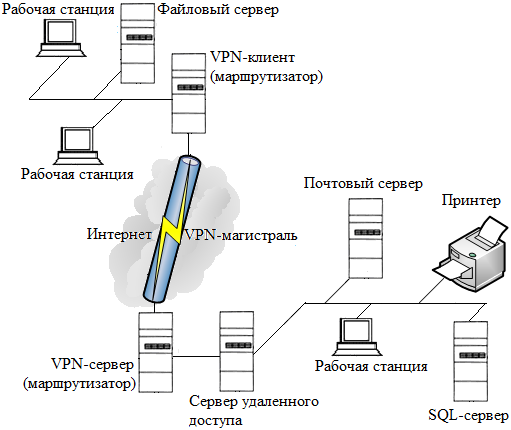 Рабочая станция
Файловый сервер
VPN-клиент
(маршрутизатор)
Рабочая станция
Почтовый сервер
Принтер
Интернет
VPN-магистраль
VPN-сервер
(маршрутизатор)
Сервер удаленного
доступа
Рабочая станция
SQL-сервер